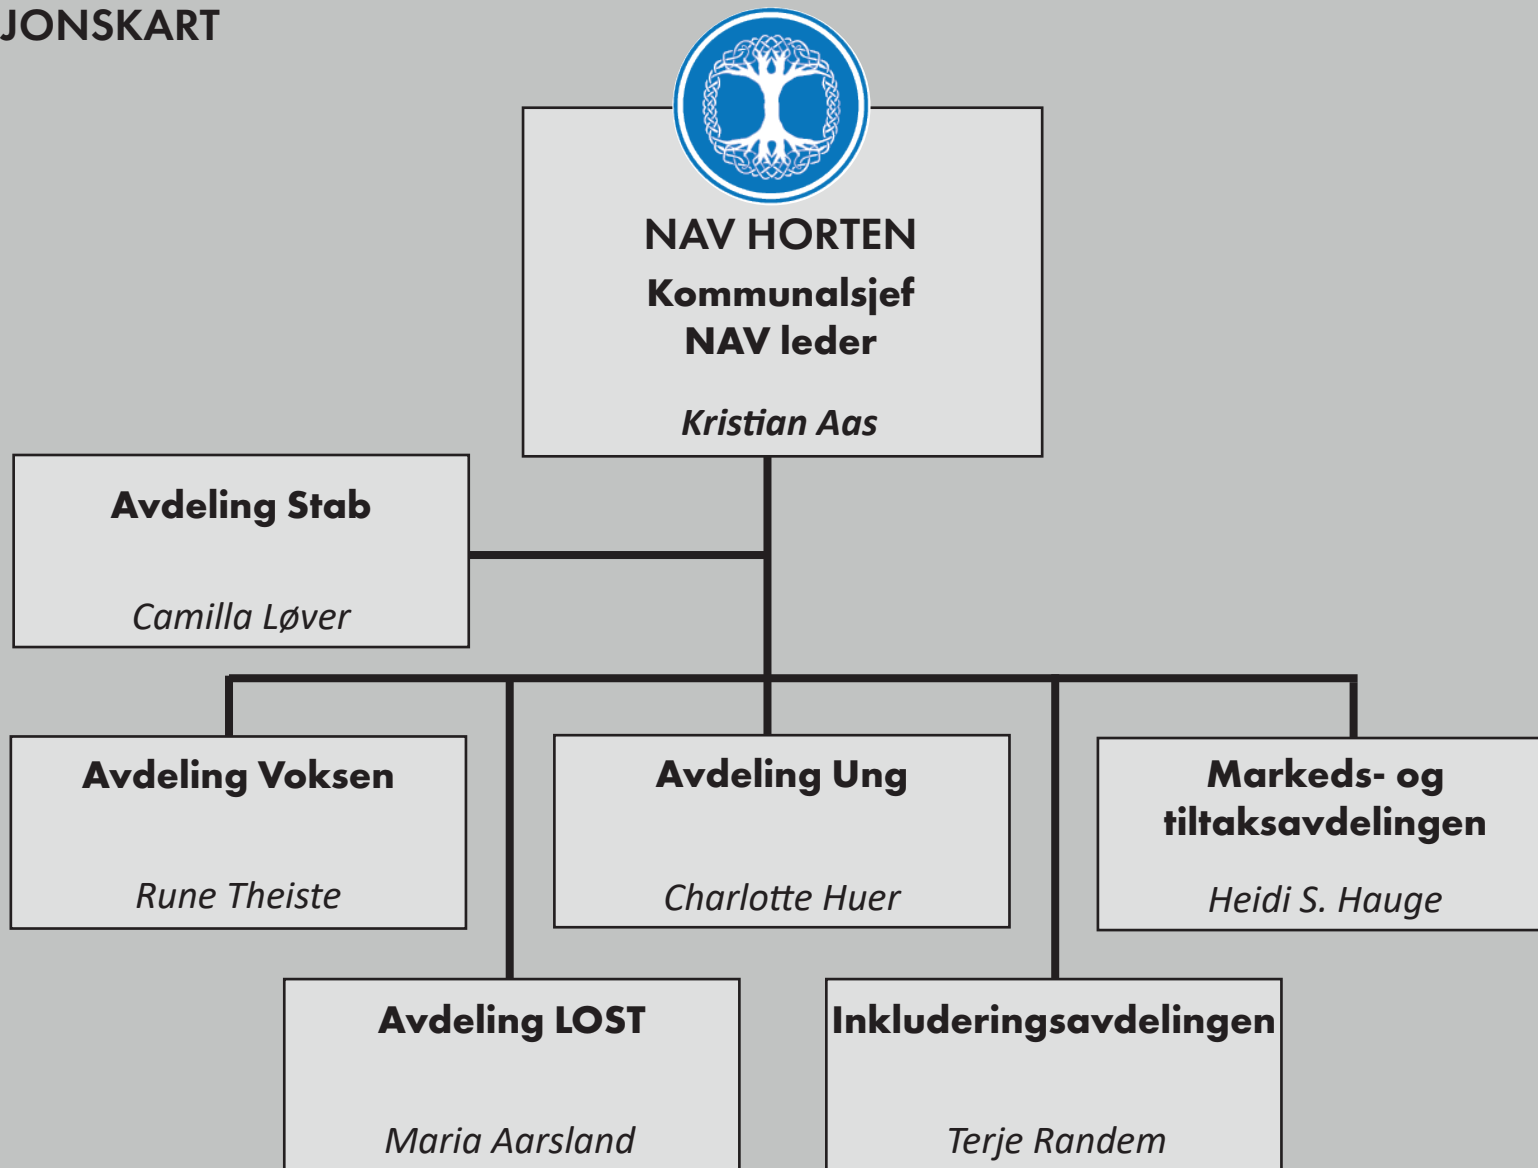 JONSKART
NAV HORTEN
Kommunalsjef
NAV leder
Kristian Aas
Avdeling Stab
Camilla Løver
Avdeling Voksen
Rune Theiste
Avdeling Ung
Charlotte Huer
Markeds- og
tiltaksavdelingen
Heidi S. Hauge
Avdeling LOST
Maria Aarsland
Inkluderingsavdelingen
Terje Randem